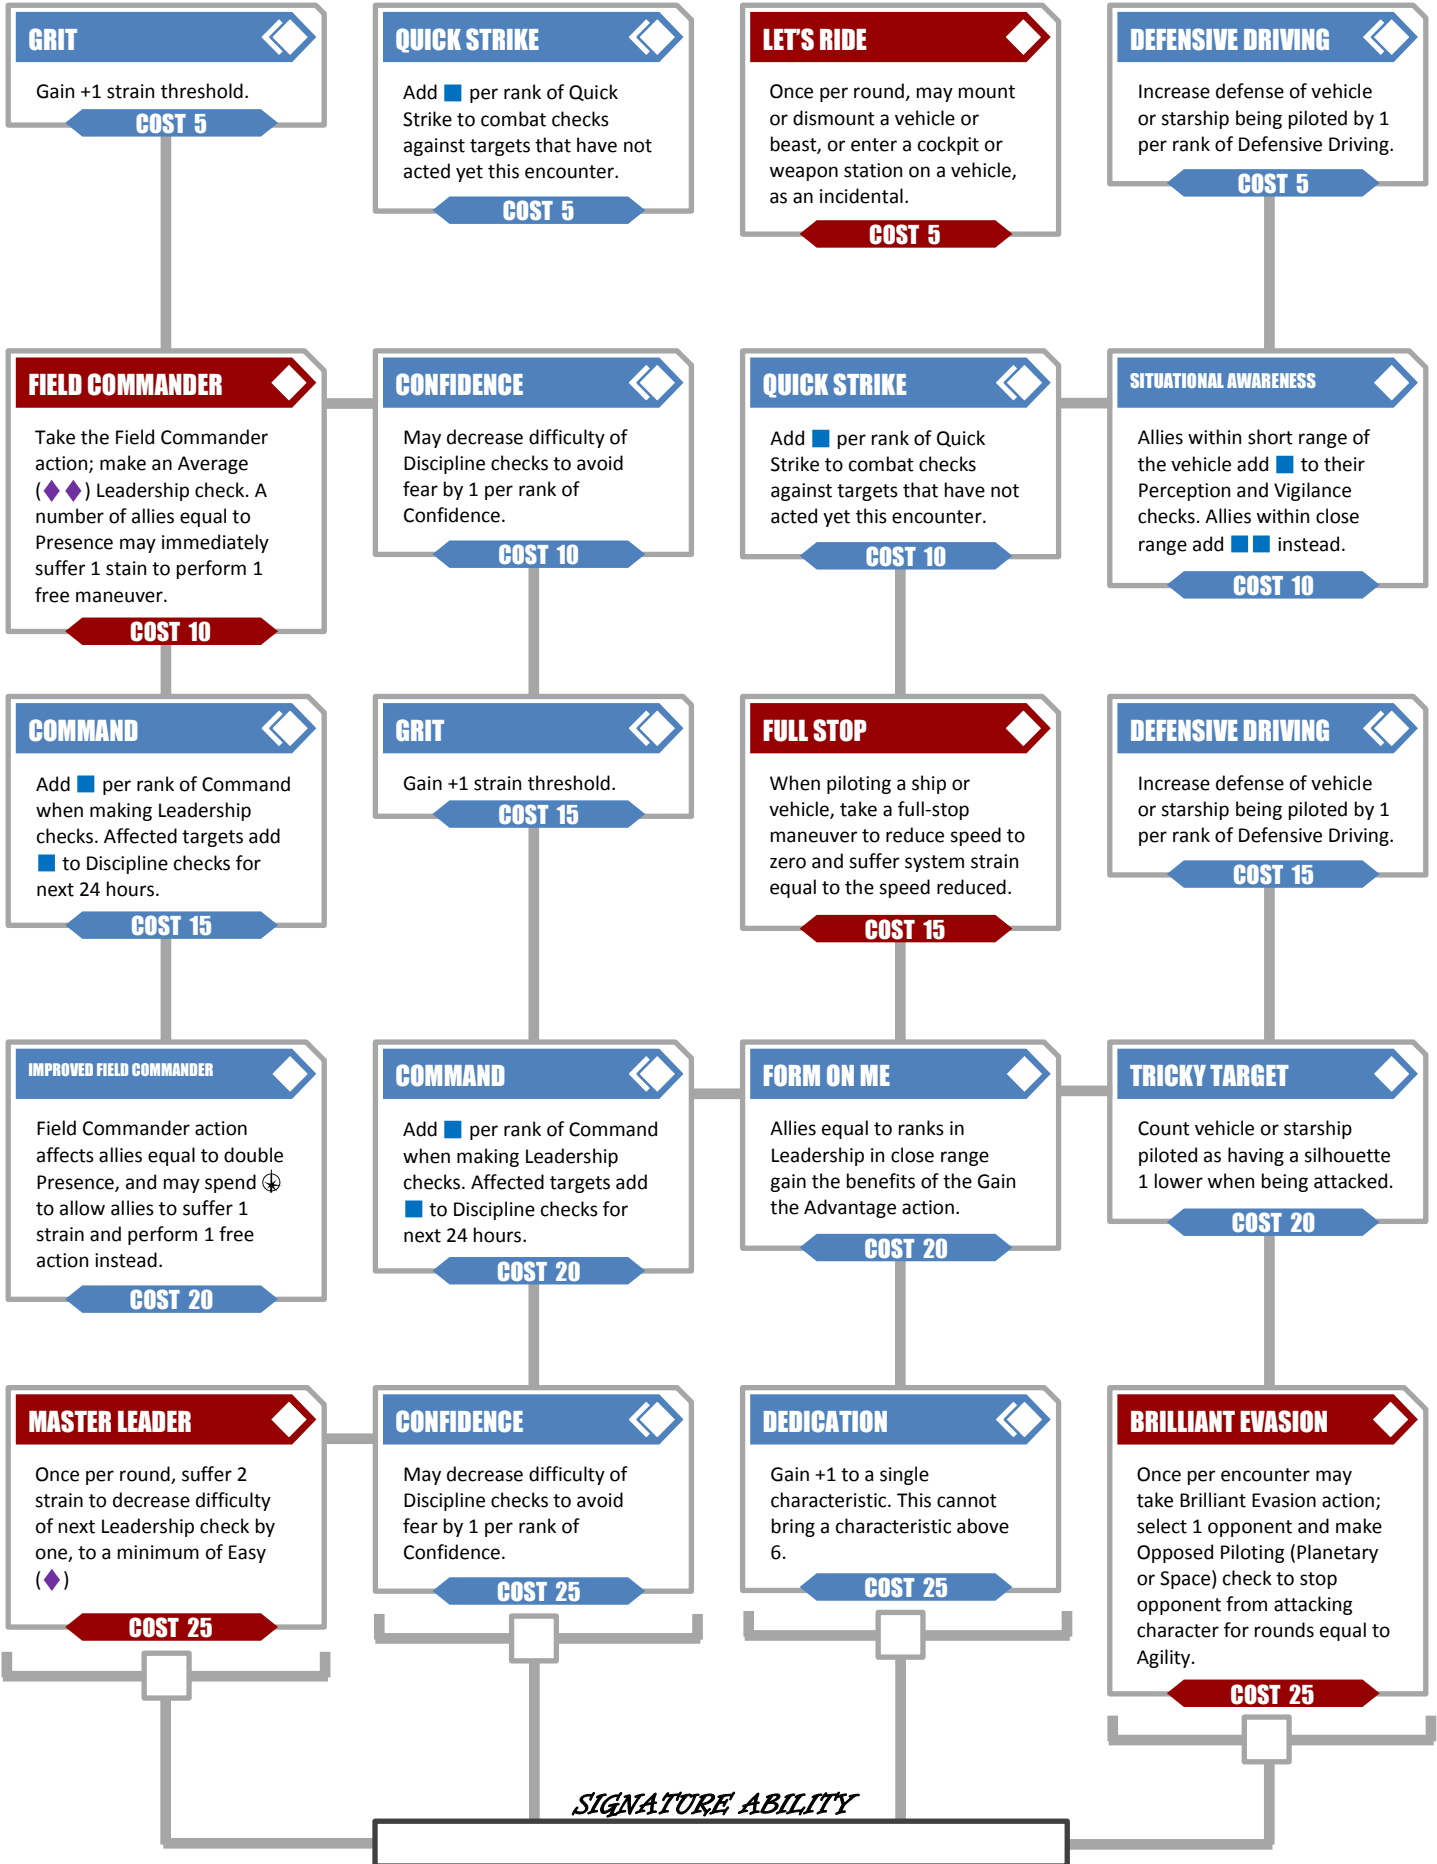 GRIT
Gain +1 strain threshold.
COST 5
QUICK STRIKE
Add per rank of Quick
Strike to combat checks
against targets that have not
acted yet this encounter.
COST 5
LET'S RIDE
Once per round, may mount
or dismount a vehicle or
beast, or enter a cockpit or
weapon station on a vehicle,
as an incidental.
COST 5
DEFENSIVE DRIVING
Increase defense of vehicle
or starship being piloted by 1
per rank of Defensive Driving.
COST 5
FIELD COMMANDER
Take the Field Commander
action; make an Average
(♦♦) Leadership check. A
number of allies equal to
Presence may immediately
suffer 1 stain to perform 1
free maneuver.
COST 10
CONFIDENCE
May decrease difficulty of
Discipline checks to avoid
fear by 1 per rank of
Confidence.
COST 10
QUICK STRIKE
Add per rank of Quick
Strike to combat checks
against targets that have not
acted yet this encounter.
COST 10
SITUATIONAL AWARENESS
Allies within short range of
the vehicle add to their
Perception and Vigilance
checks. Allies within close
range add instead.
COST 10
COMMAND
Add per rank of Command
when making Leadership
checks. Affected targets add
to Discipline checks for
next 24 hours.
COST 15
GRIT
Gain +1 strain threshold.
COST 15
FULL STOP
When piloting a ship or
vehicle, take a full-stop
maneuver to reduce speed to
zero and suffer system strain
equal to the speed reduced.
COST 15
DEFENSIVE DRIVING
Increase defense of vehicle
or starship being piloted by 1
per rank of Defensive Driving.
COST 15
IMPROVED FIELD COMMANDER
Field Commander action
affects allies equal to double
Presence, and may spend
to allow allies to suffer 1
strain and perform 1 free
action instead.
COST 20
COMMAND
Add per rank of Command
when making Leadership
checks. Affected targets add
to Discipline checks for
next 24 hours.
COST 20
FORM ON ME
Allies equal to ranks in
Leadership in close range
gain the benefits of the Gain
the Advantage action.
COST 20
TRICKY TARGET
Count vehicle or starship
piloted as having a silhouette
1 lower when being attacked.
COST 20
MASTER LEADER
Once per round, suffer 2
strain to decrease difficulty
of next Leadership check by
one, to a minimum of Easy
(♦)
COST 25
CONFIDENCE
May decrease difficulty of
Discipline checks to avoid
fear by 1 per rank of
Confidence.
COST 25
DEDICATION
Gain +1 to a single
characteristic. This cannot
bring a characteristic above
6.
COST 25
BRILLIANT EVASION
Once per encounter may
take Brilliant Evasion action;
select 1 opponent and make
Opposed Piloting (Planetary
or Space) check to stop
opponent from attacking
character for rounds equal to
Agility.
COST 25
SIGNATURE ABILITY